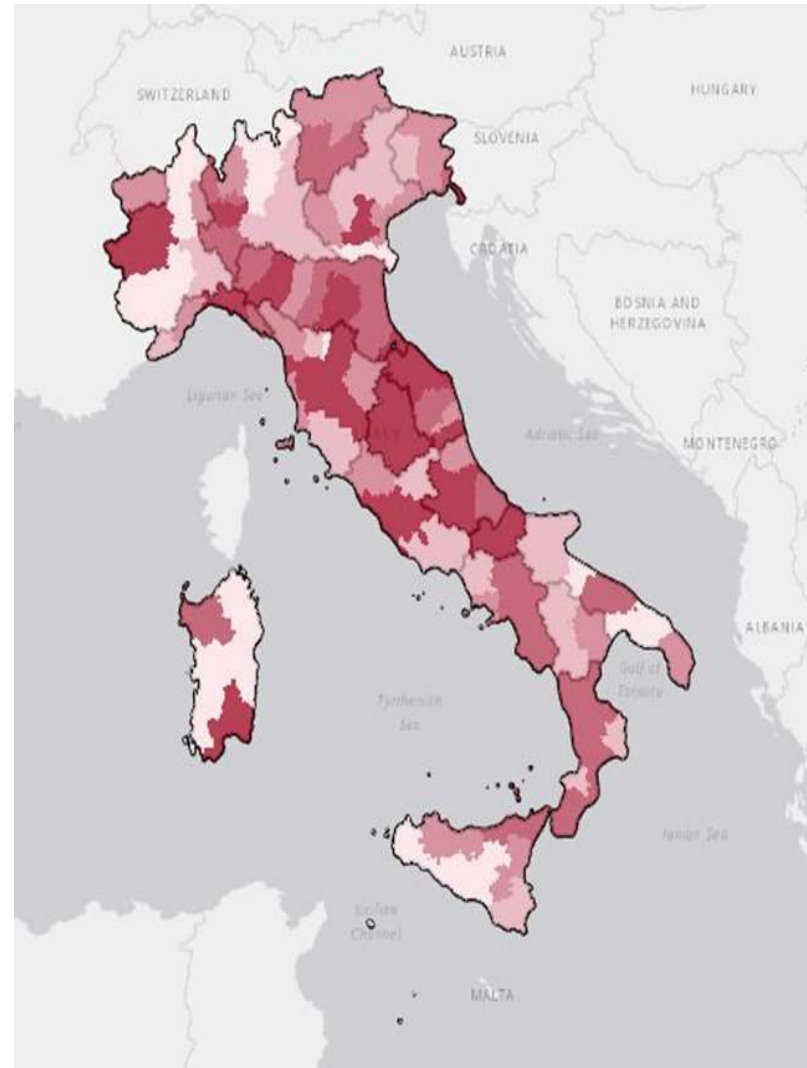 AUSTRIA
SWITZERLAND
HUNGARY
SLOVENIA
CROATIA
BOSNIA AND
HERZEGOVINA
Ligurian Sea
Adriatic Sea
MONTENEGRO
ALBANIA
Gulf of
Taranto
Tyrrhenian
Sea
Ionian Sea
Sicilian
Channel
MALTA